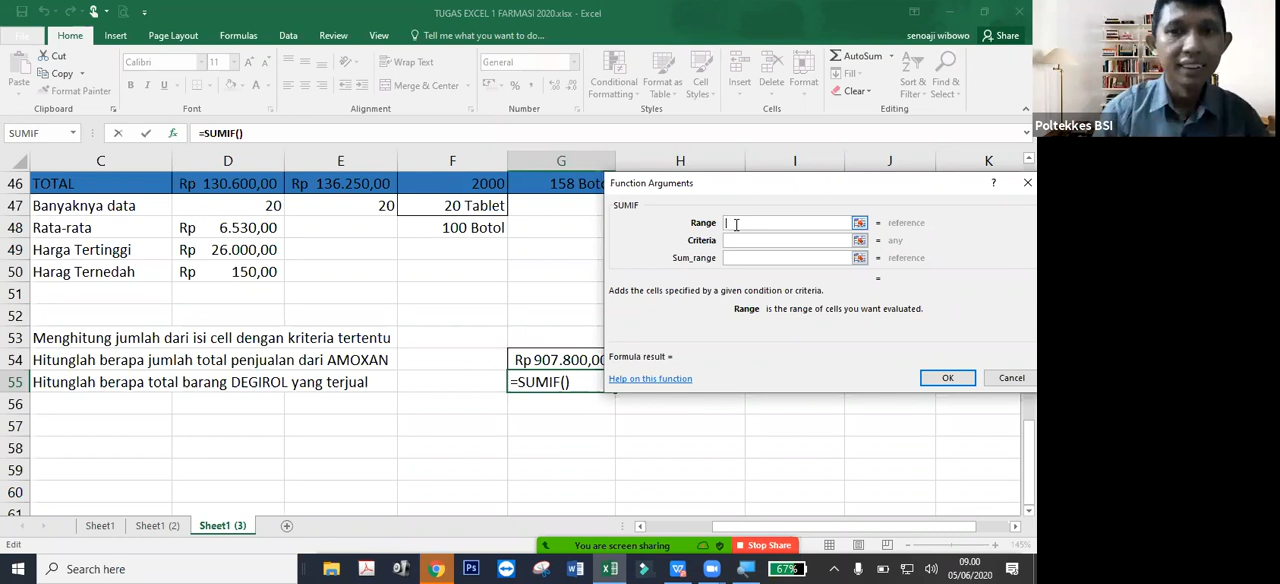 TUGAS EXCEL 1 FARMASI 2020.xlsx - Excel
File Home Insert Page Layout Formulas Data Review View Tell me what you want to do... senoaji wibowo Share
Cut
Copy
Format Painter
Paste
Clipboard
Calibri 11
B I U
Font
Wrap Text
Merge & Center
Alignment
General
Number
Conditional Formatting
Format as Table
Cell Styles
Styles
Insert Delete Format
Cells
AutoSum
Fill
Clear
Sort & Filter
Find & Select
Editing
Poltekkes BSI
SUMIF fx =SUMIF()
C D E F G H I J K
46 TOTAL Rp 130.600,00 Rp 136.250,00 2000 158 Bot
47 Banyaknya data 20 20 20 Tablet
48 Rata-rata Rp 6.530,00 100 Botol
49 Harga Tertinggi Rp 26.000,00
50 Harag Ternedah Rp 150,00
51
52
53 Menghitung jumlah dari isi cell dengan kriteria tertentu
54 Hitunglah berapa jumlah total penjualan dari AMOXAN Rp 907.800,00
55 Hitunglah berapa total barang DEGIROL yang terjual =SUMIF()
56
57
58
59
60
61
Function Arguments ?
SUMIF
Range = reference
Criteria = any
Sum_range = reference
=
Adds the cells specified by a given condition or criteria.
Range is the range of cells you want evaluated.
Formula result =
Help on this function OK Cancel
Sheet1 Sheet1 (2) Sheet1 (3)
Edit You are screen sharing Stop Share 145%
Search here 67% 09.00
05/06/2020